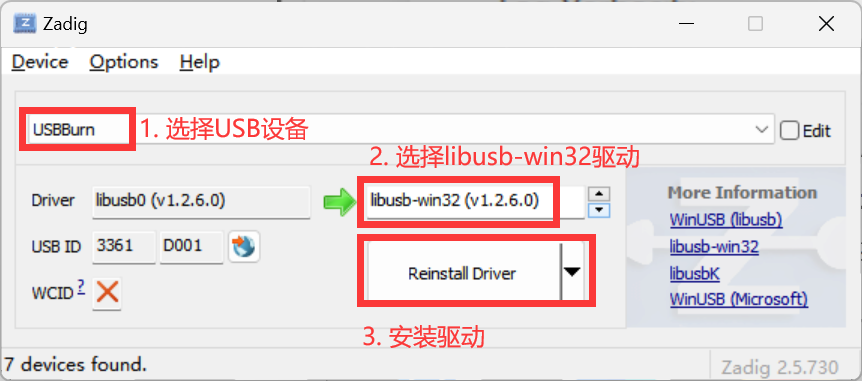 Zadig
Device Options Help
USBBurn
1. 选择USB设备
Edit
2. 选择libusb-win32驱动
Driver
libusb0 (v1.2.6.0)
libusb-win32 (v1.2.6.0)
More Information
WinUSB (libusb)
libusb-win32
libusbK
WinUSB (Microsoft)
USB ID
3361
D001
WCID ?
Reinstall Driver
3. 安装驱动
7 devices found.
Zadig 2.5.730